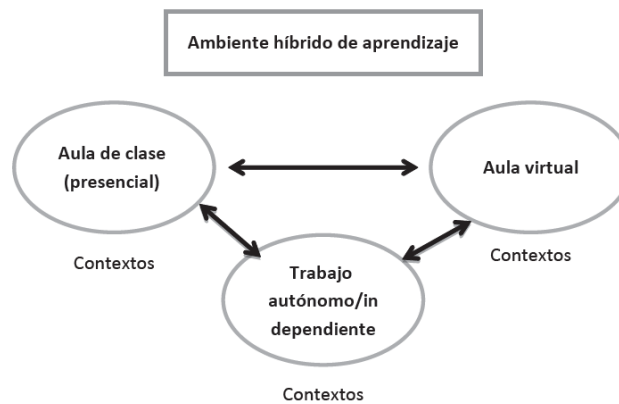 Ambiente híbrido de aprendizaje
Aula de clase
(presencial)
Aula virtual
Contextos
Contextos
Trabajo
autónomo/in
dependiente
Contextos